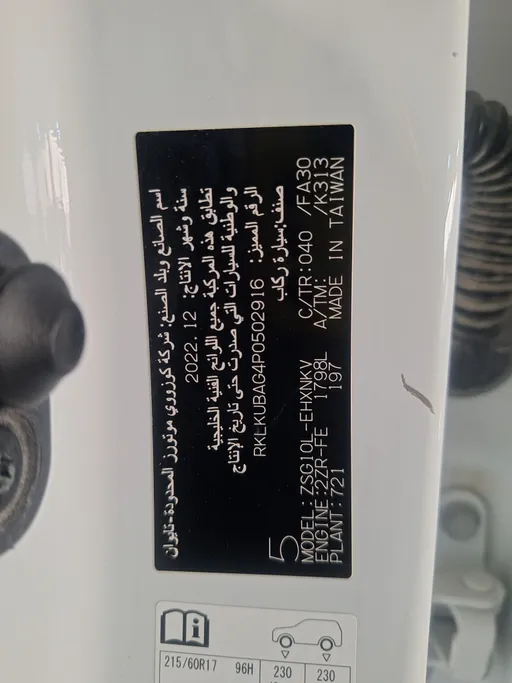 اسم الصانع وبلد الصنع: شركة كوزووي موتورز المحدودة-تايوان
سنة وشهر الانتاج: 2022.12
تطابق هذه المركبة جميع اللوائح الفنية الخليجية
والوطنية للسيارات التي صدرت حتى تاريخ الإنتاج
الرقم المميز: RKLKUBAG4P0502916
صنف:سيارة ركاب
5
MODEL:ZSG10L-EHXNKV C/TR:040 /FA30
ENGINE:2ZR-FE 1798L A/TM: /K313
PLANT:721 197 MADE IN TAIWAN
i
215/60R17 96H 230 230